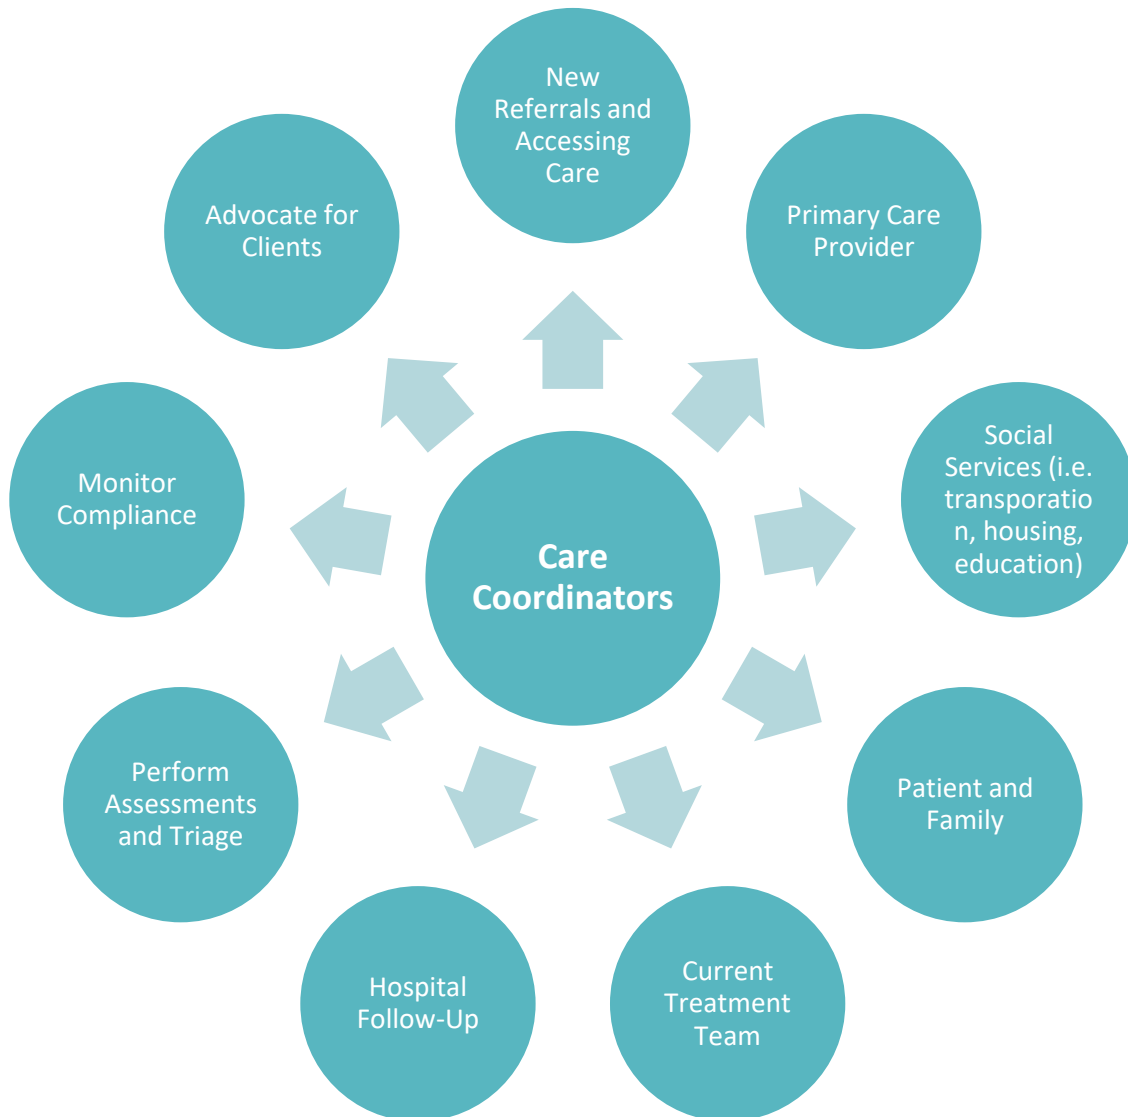 New
Referrals and
Accessing
Care
Primary Care
Provider
Social
Services (i.e.
transporatio
n, housing,
education)
Patient and
Family
Current
Treatment
Team
Hospital
Follow-Up
Perform
Assessments
and Triage
Monitor
Compliance
Advocate for
Clients
Care
Coordinators